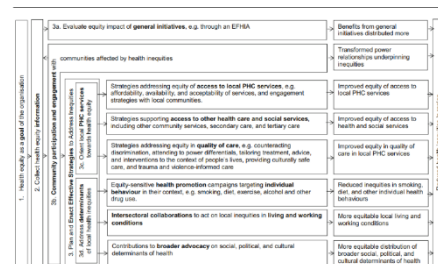 1. Health equity as a goal of the organisation
2. Collect health equity information
3. Plan and Enact Effective Strategies to Address Inequities
3a. Evaluate equity impact of general initiatives, e.g. through an EFHIA
Benefits from general
initiatives distributed more
3b. Community participation and engagement with
communities affected by health inequities
Transformed power
relationships underpinning
inequities
3c. Orient local PHC services
towards health equity
Strategies addressing equity of access to local PHC services, e.g.
affordability, availability, and acceptability of services, and engagement
strategies with local communities.
Improved equity of access to
local PHC services
Strategies supporting access to other health care and social services,
including other community services, secondary care, and tertiary care
Improved equity of access to
health and social services
Strategies addressing equity in quality of care, e.g. counteracting
discrimination, attending to power differentials, tailoring treatment, advice,
and interventions to the context of people's lives, providing culturally safe
care, and trauma and violence-informed care
Improved equity in quality of
care in local PHC services
3d. Address determinants
of local health inequities
Equity-sensitive health promotion campaigns targeting individual
behaviour in their context, e.g. smoking, diet, exercise, alcohol and other
drug use.
Reduced inequities in smoking,
diet, and other individual health
behaviours
Intersectoral collaborations to act on local inequities in living and working
conditions
More equitable local living and
working conditions
Contributions to broader advocacy on social, political, and cultural
determinants of health
More equitable distribution of
broader social, political, and
cultural determinants of health